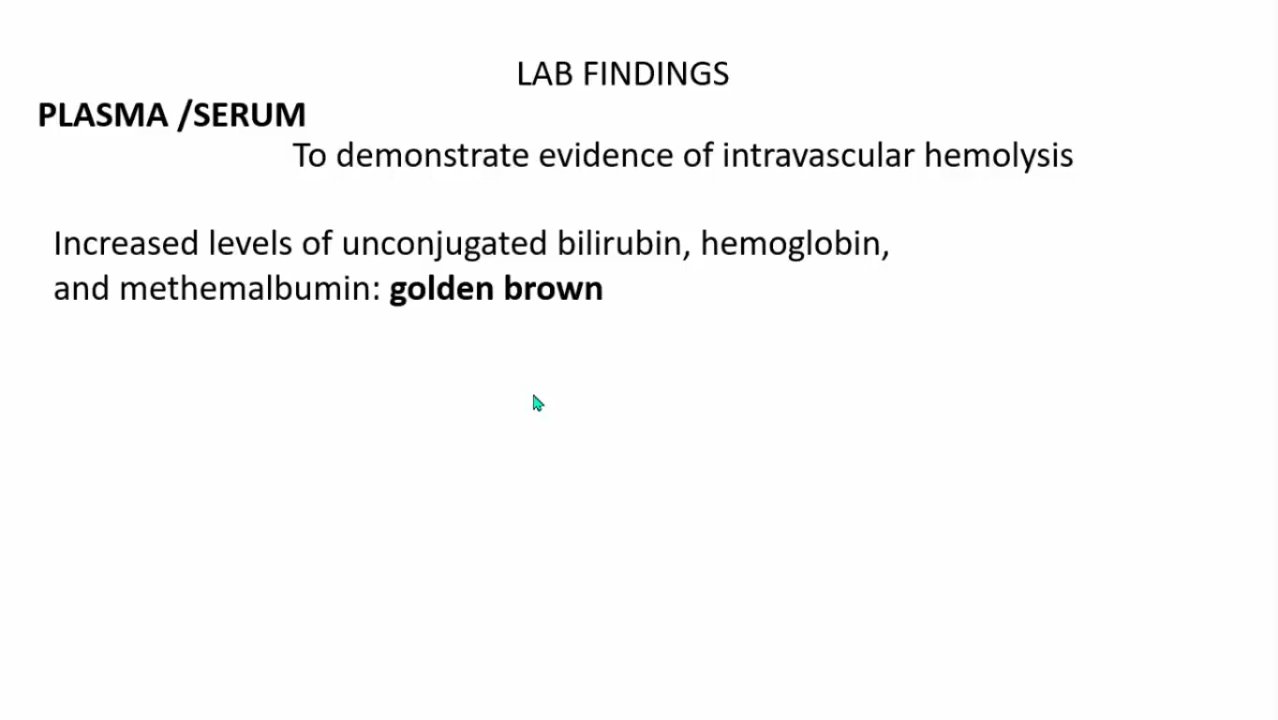 LAB FINDINGS
PLASMA /SERUM
To demonstrate evidence of intravascular hemolysis
Increased levels of unconjugated bilirubin, hemoglobin,
and methemalbumin: golden brown